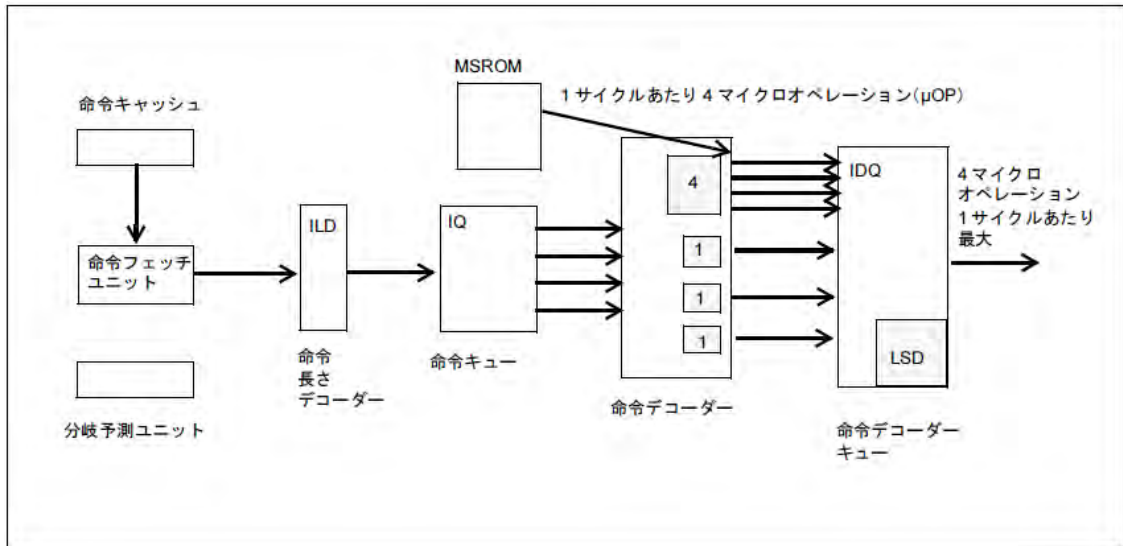 MSROM
1サイクルあたり4マイクロオペレーション(μOP)
命令キャッシュ
命令フェッチ
ユニット
分岐予測ユニット
ILD
命令
長さ
デコーダー
IQ
命令キュー
4
1
1
1
命令デコーダー
IDQ
LSD
命令デコーダー
キュー
4マイクロ
オペレーション
1サイクルあたり
最大